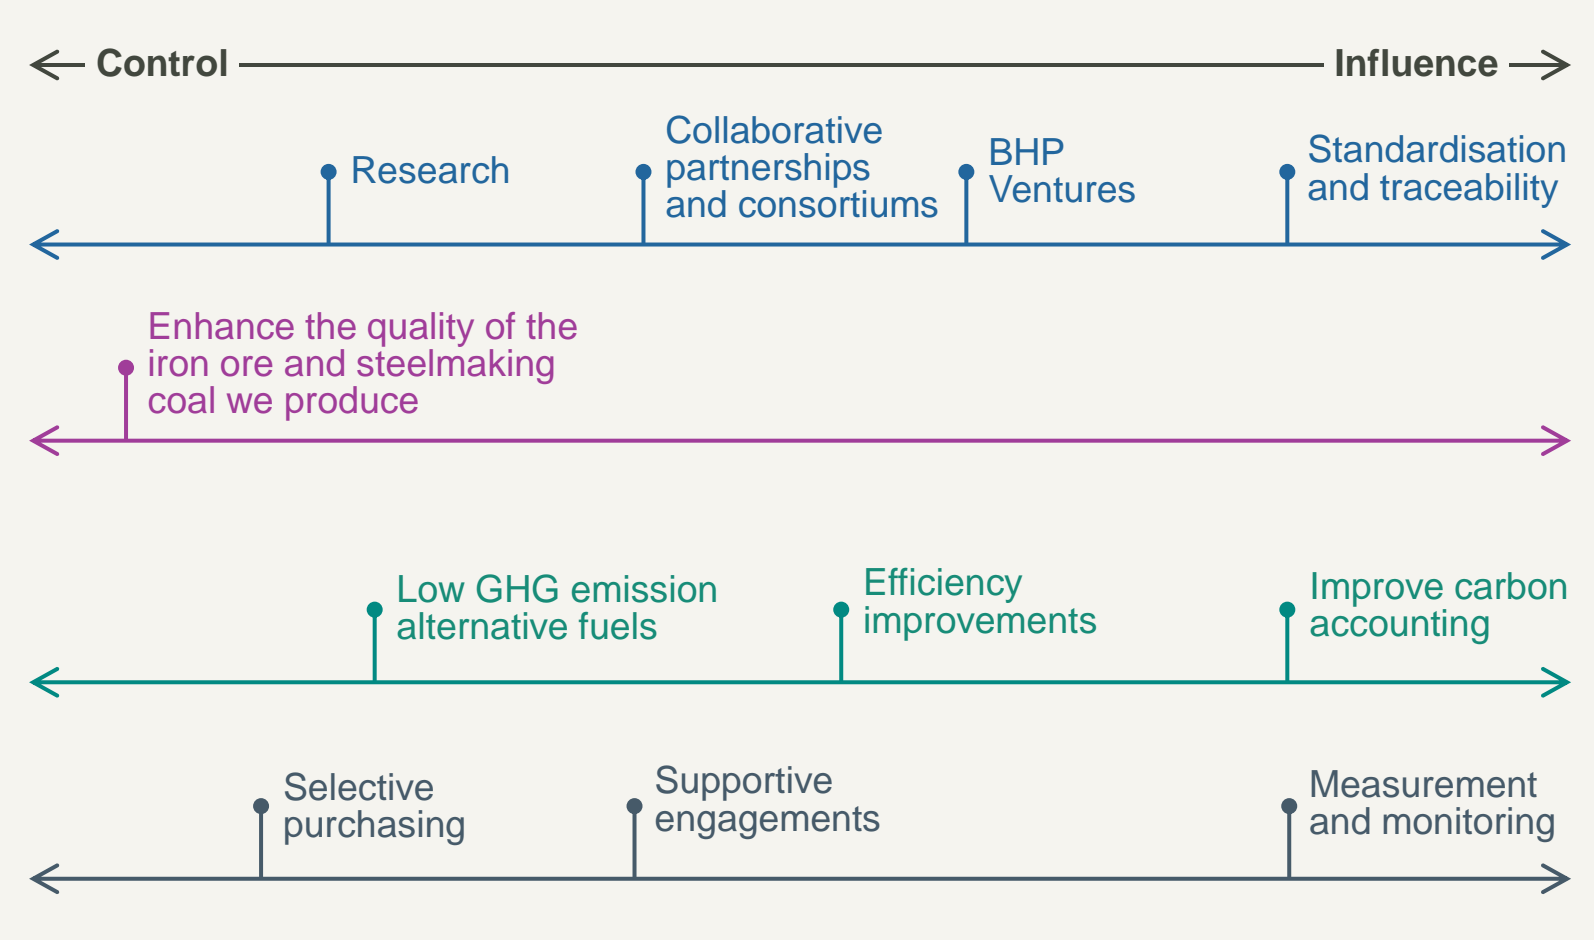 Control
Influence
Research
Collaborative
partnerships
and consortiums
BHP
Ventures
Standardisation
and traceability
Enhance the quality of the
iron ore and steelmaking
coal we produce
Low GHG emission
alternative fuels
Efficiency
improvements
Improve carbon
accounting
Selective
purchasing
Supportive
engagements
Measurement
and monitoring